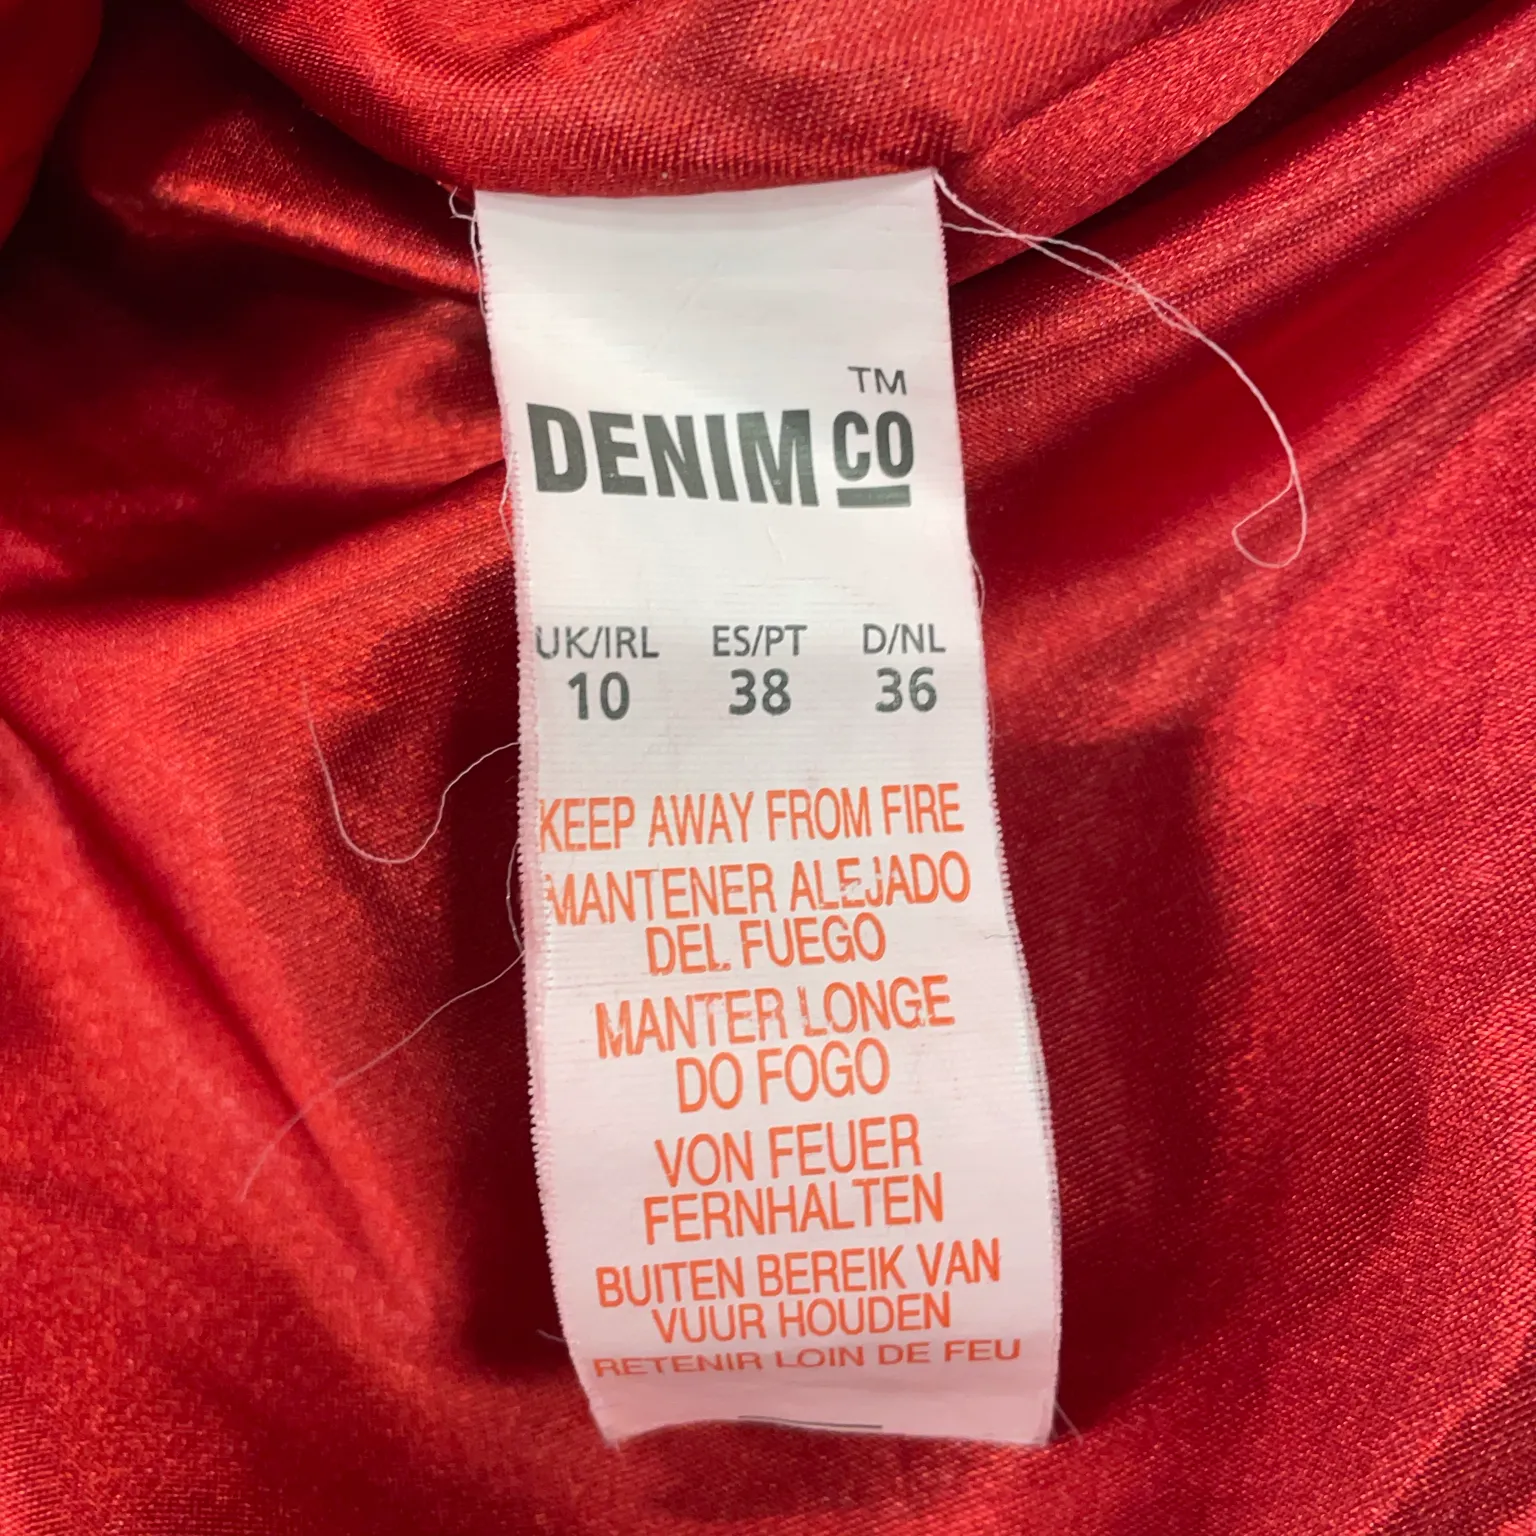 TM
DENIM CO
UK/IRL ES/PT D/NL
10 38 36
KEEP AWAY FROM FIRE
MANTENER ALEJADO
DEL FUEGO
MANTER LONGE
DO FOGO
VON FEUER
FERNHALTEN
BUITEN BEREIK VAN
VUUR HOUDEN
RETENIR LOIN DE FEU